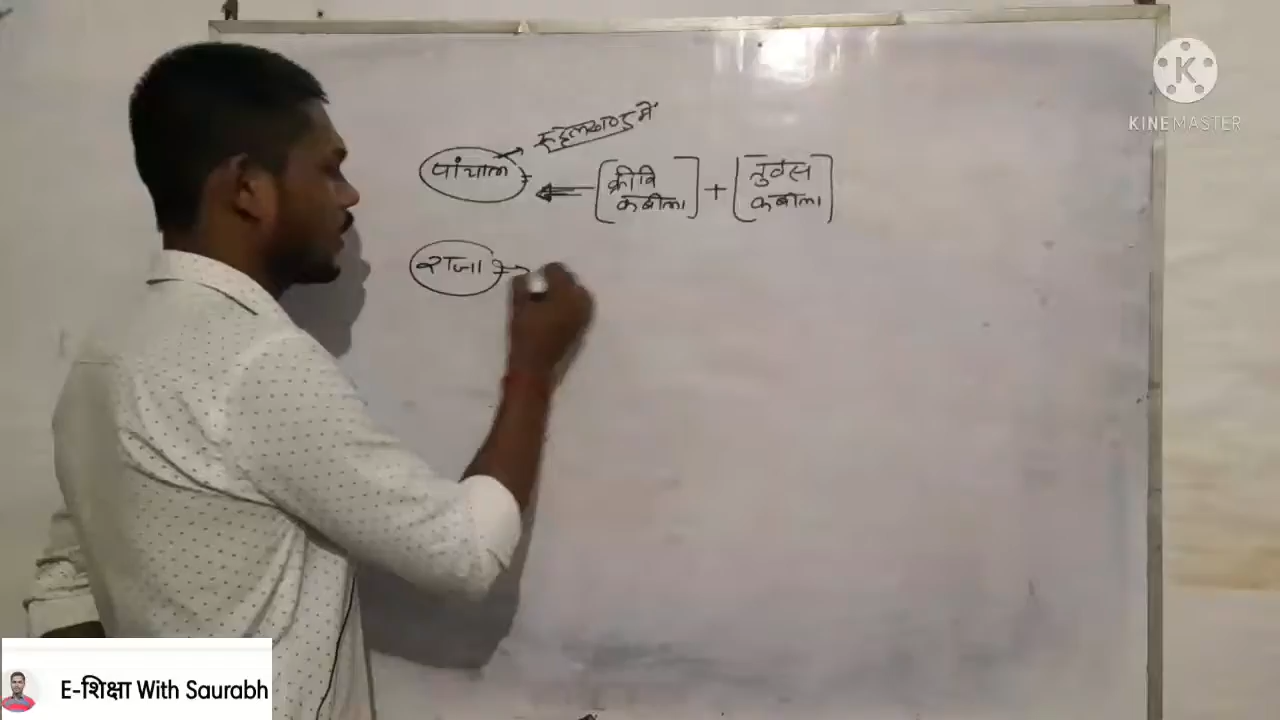 रूहेलखण्ड में
पांचाल
[क्रीवि कबीला] + [तुर्वस कबीला]
राजा
KINEMASTER
E-शिक्षा With Saurabh